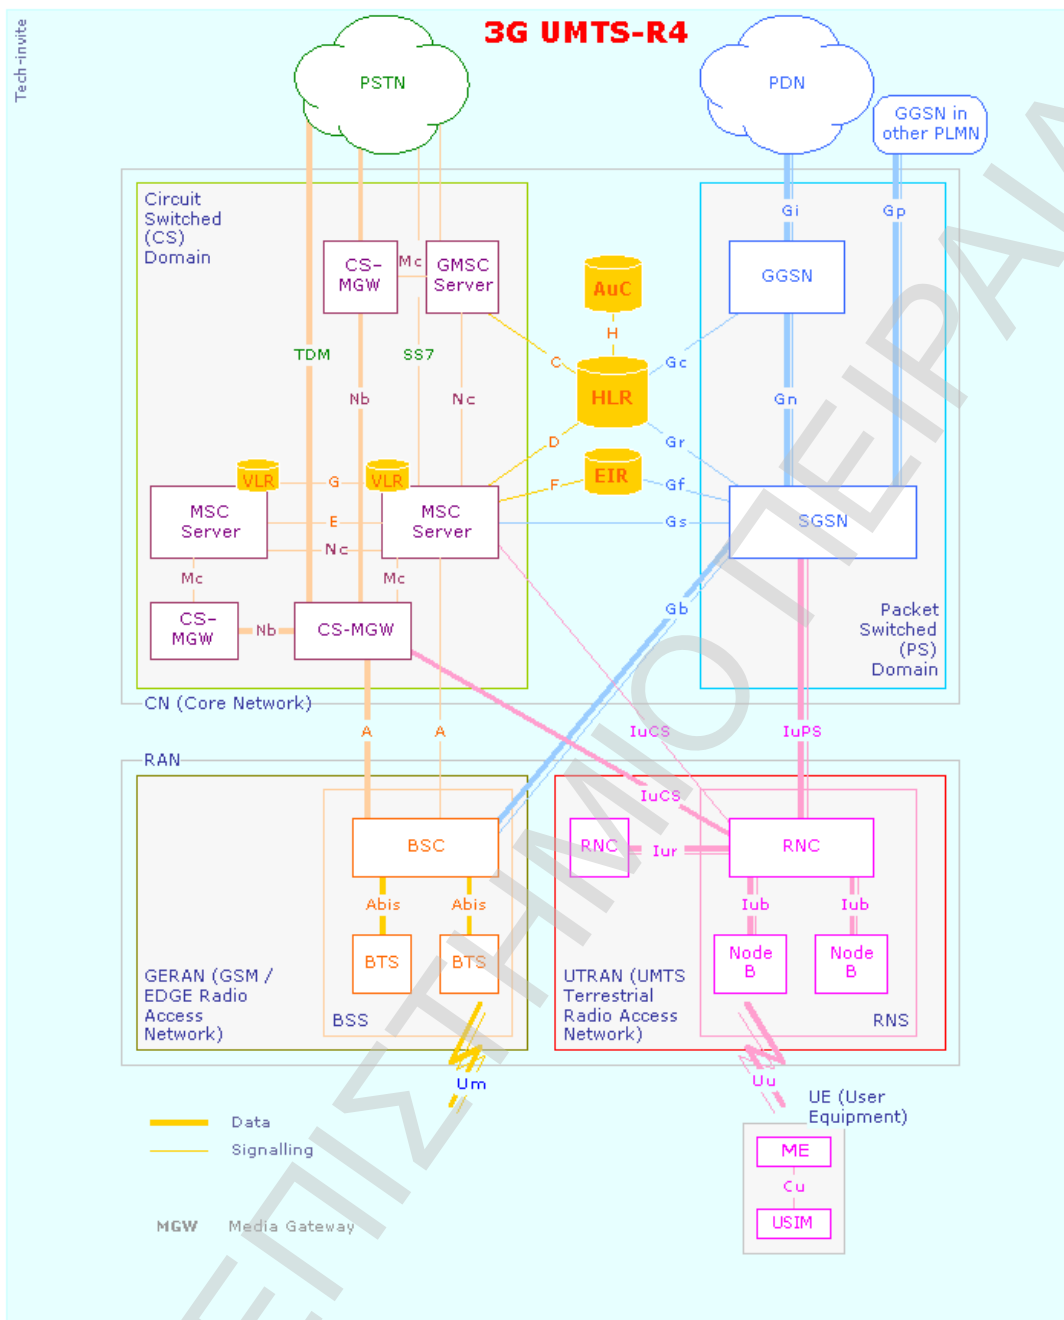 Tech-invite
3G UMTS-R4
PSTN
PDN
GGSN in
other PLMN
Circuit
Switched
(CS)
Domain
Gi
Gp
CS-
MGW
Mc
GMSC
Server
AuC
GGSN
H
TDM
SS7
C
Gc
Nb
Nc
HLR
Gn
D
Gr
VLR
G
VLR
F
EIR
Gf
MSC
Server
E
MSC
Server
Gs
SGSN
Nc
Mc
Mc
CS-
MGW
Nb
CS-MGW
Gb
Packet
Switched
(PS)
Domain
CN (Core Network)
A
A
IuCS
IuPS
RAN
IuCS
BSC
RNC
Iur
RNC
Abis
Abis
Iub
Iub
BTS
BTS
Node
B
Node
B
GERAN (GSM /
EDGE Radio
Access
Network)
BSS
UTRAN (UMTS
Terrestrial
Radio Access
Network)
RNS
Um
Uu
UE (User
Equipment)
Data
Signalling
ME
Cu
USIM
MGW Media Gateway
ΕΠΙΣΤΗΜΙΟ ΠΕΙΡΑΙ